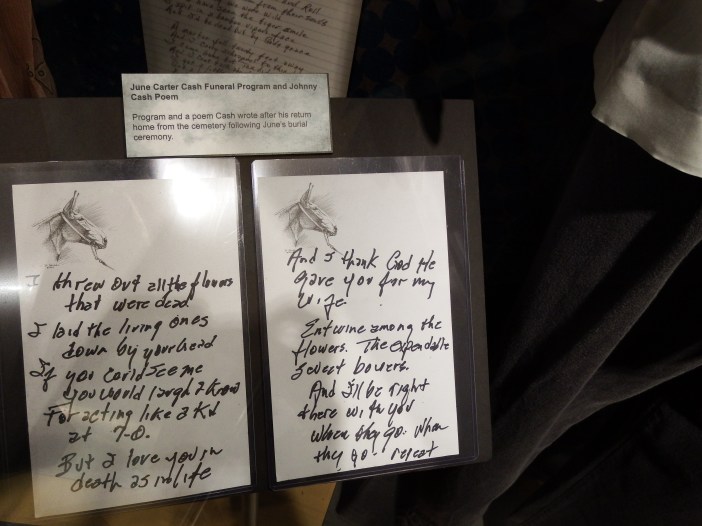 June Carter Cash Funeral Program and Johnny
Cash Poem
Program and a poem Cash wrote after his return
home from the cemetery following June's burial
ceremony.
I threw out all the flowers
that were dead.
I laid the living ones
down by your head
If you could see me
you would laugh I know
For acting like a kid
at 7-0.
But I love you in
death as in life
And I thank God He
gave you for my
wife.
Entwine among the
flowers. The expendable
sweet bowers.
And I'll be right
there with you
When they go. When
they go - repeat